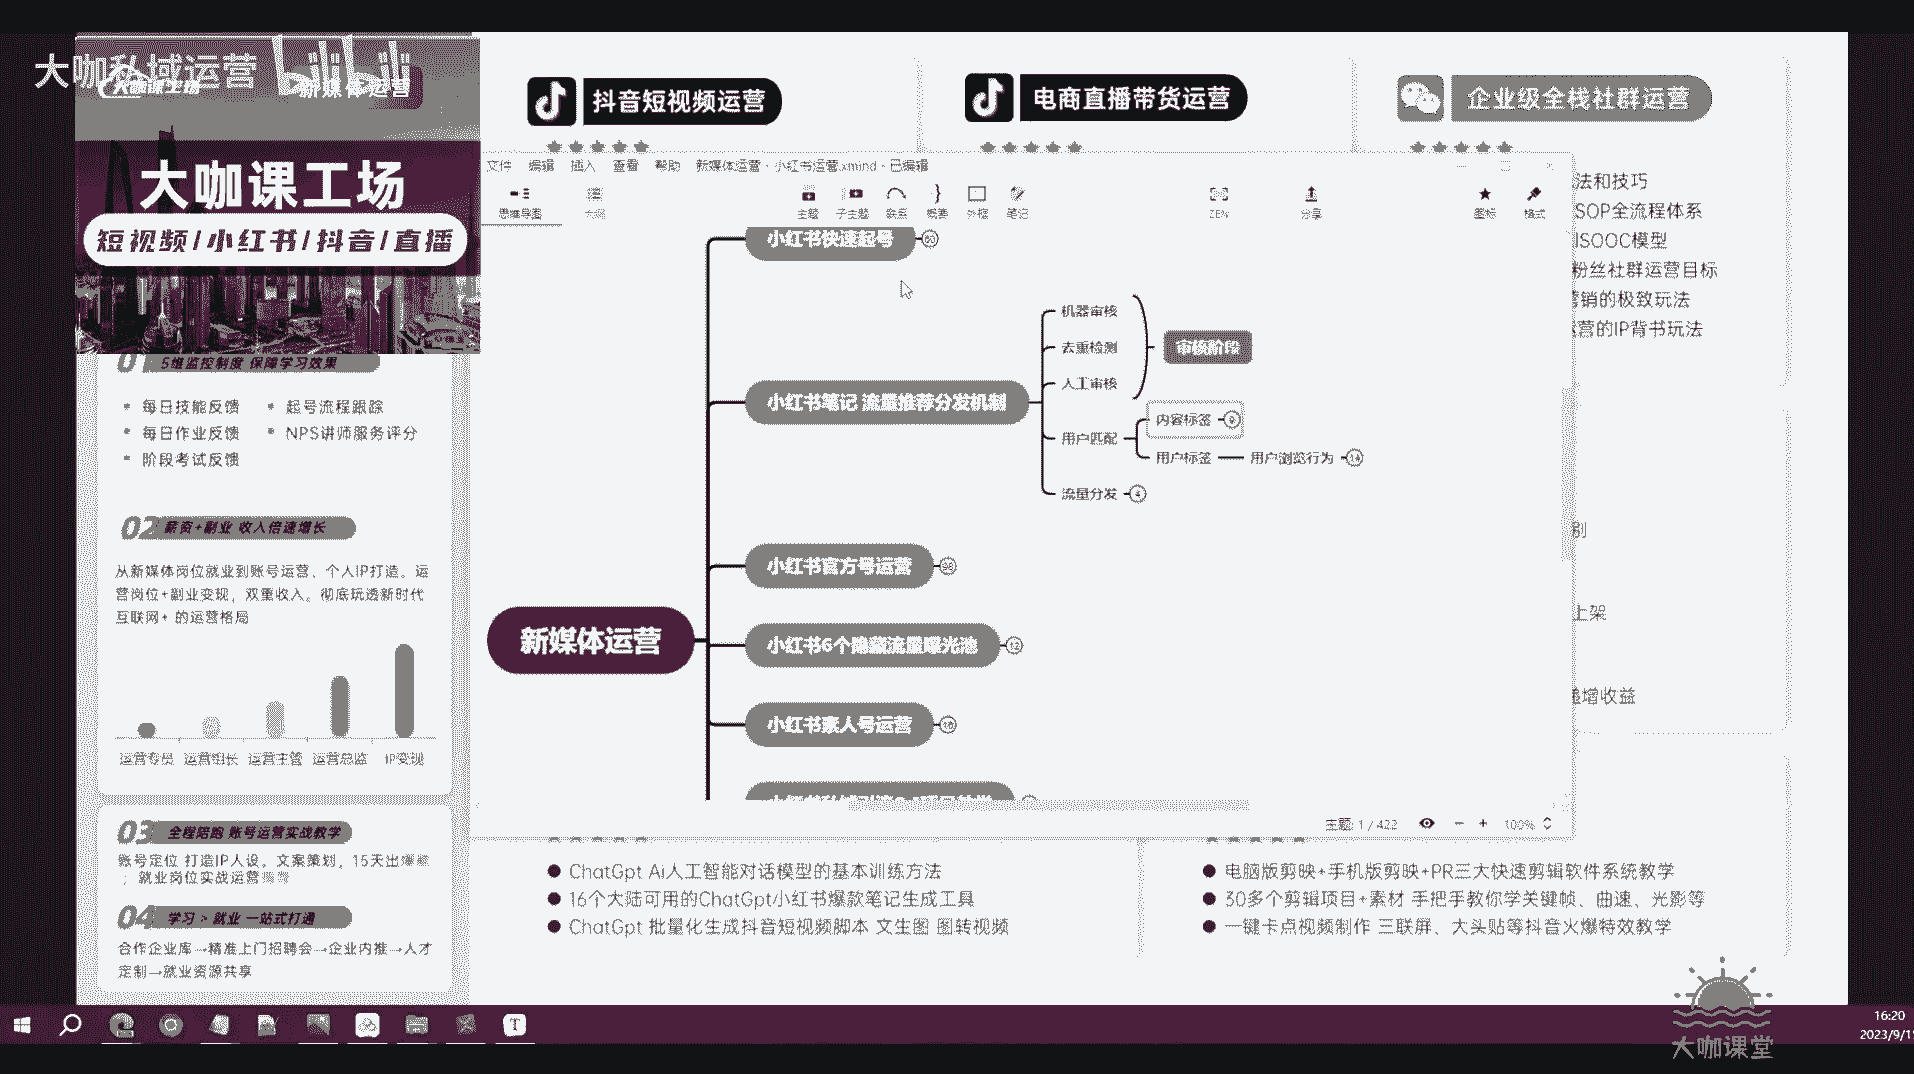 大咖私域运营
bilibili
大咖课工场
新媒体运营
大咖课工场
短视频/小红书/抖音/直播
抖音短视频运营
电商直播带货运营
企业级全栈社群运营
文件 编辑 插入 查看 帮助 新媒体运营 - 小红书运营.xmind - 已编辑
思维导图 大纲 主题 子主题 联系 概要 外框 笔记 ZEN 分享 图标 格式
法和技巧
SOP全流程体系
ISOOC模型
粉丝社群运营目标
营销的极致玩法
运营的IP背书玩法
别
上架
递增收益
小红书快速起号 60
机器审核
去重检测
人工审核
审核阶段
小红书笔记 流量推荐分发机制
用户匹配
内容标签 9
用户标签 用户浏览行为 14
流量分发 4
小红书官方号运营 98
新媒体运营
小红书6个隐藏流量曝光池 12
小红书素人号运营
主题: 1 / 422
100%
01 5维监控制度 保障学习效果
每日技能反馈 起号流程跟踪
每日作业反馈 NPS讲师服务评分
阶段考试反馈
02 薪资+副业 收入倍速增长
从新媒体岗位就业到账号运营、个人IP打造。运
营岗位+副业变现，双重收入。彻底玩透新时代
互联网+ 的运营格局
运营专员 运营组长 运营主管 运营总监 IP变现
03 全程陪跑 账号运营实战教学
账号定位 打造IP人设，文案策划，15天出爆款
；就业岗位实战运营
04 学习 > 就业 一站式打通
合作企业库→精准上门招聘会→企业内推→人才
定制→就业资源共享
ChatGpt Ai人工智能对话模型的基本训练方法
16个大陆可用的ChatGpt小红书爆款笔记生成工具
ChatGpt 批量化生成抖音短视频脚本 文生图 图转视频
电脑版剪映+手机版剪映+PR三大快速剪辑软件系统教学
30多个剪辑项目+素材 手把手教你学关键帧、曲速、光影等
一键卡点视频制作 三联屏、大头贴等抖音火爆特效教学
大咖课堂
16:20
2023/9/1